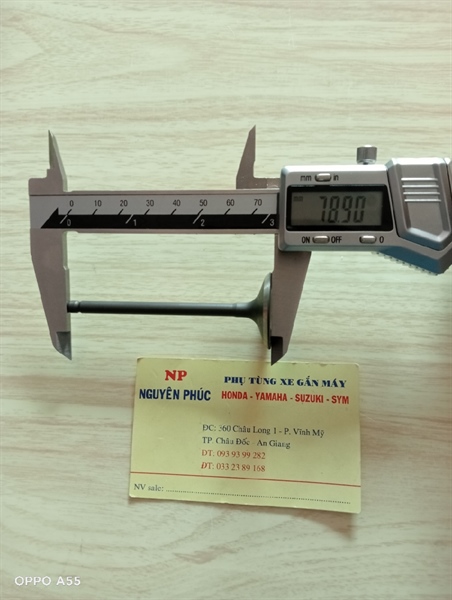 mm in
7890
ON OFF 0
0 10 20 30 40 50 60 70
0 1 2 3
NP
NGUYÊN PHÚC
PHỤ TÙNG XE GẮN MÁY
HONDA - YAMAHA - SUZUKI - SYM
ĐC: 360 Châu Long 1 - P. Vĩnh Mỹ
TP. Châu Đốc - An Giang
DT: 093 93 99 282
DT: 033 23 89 168
NV sale:
OPPO A55